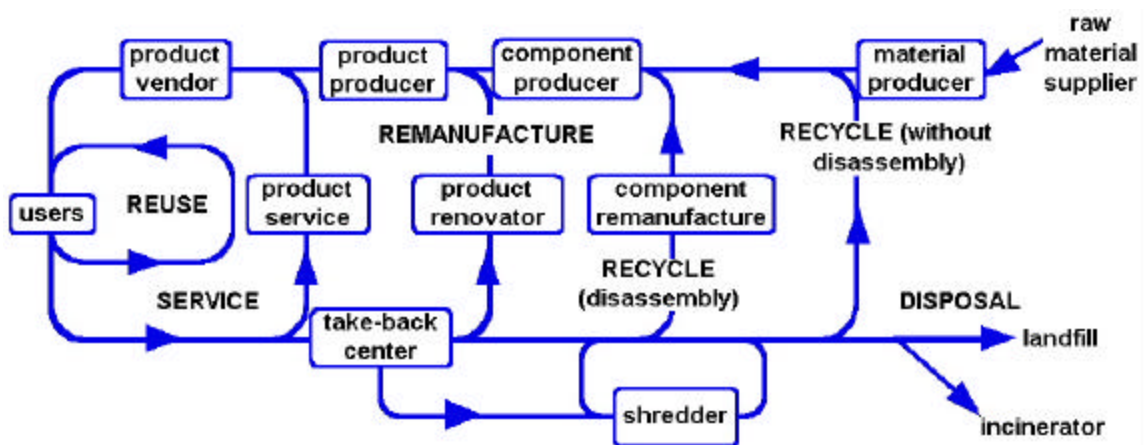 product
vendor
product
producer
component
producer
material
producer
raw
material
supplier
REMANUFACTURE
RECYCLE (without
disassembly)
users
REUSE
product
service
product
renovator
component
remanufacture
SERVICE
RECYCLE
(disassembly)
DISPOSAL
take-back
center
landfill
shredder
incinerator